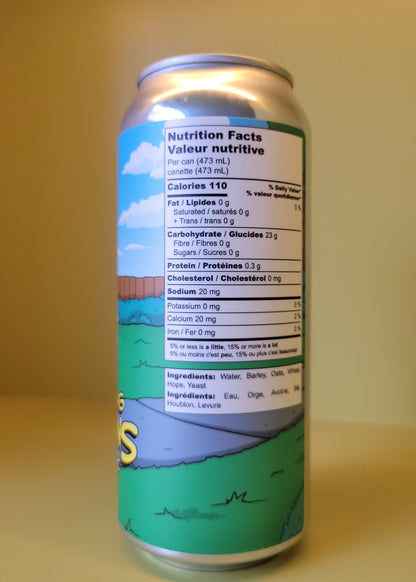 Nutrition Facts
Valeur nutritive
Per can (473 mL)
canette (473 mL)
Calories 110
% Daily Value*
% valeur quotidienne*
Fat / Lipides 0 g 0 %
Saturated / saturés 0 g
+ Trans / trans 0 g
Carbohydrate / Glucides 23 g
Fibre / Fibres 0 g
Sugars / Sucres 0 g
Protein / Protéines 0.3 g
Cholesterol / Cholestérol 0 mg
Sodium 20 mg
Potassium 0 mg 0 %
Calcium 20 mg 2 %
Iron / Fer 0 mg 0 %
5% or less is a little, 15% or more is a lot
5% ou moins c'est peu, 15% ou plus c'est beaucoup
Ingredients: Water, Barley, Oats, Wheat,
Hops, Yeast
Ingrédients: Eau, Orge, Avoine, Blé,
Houblon, Levure